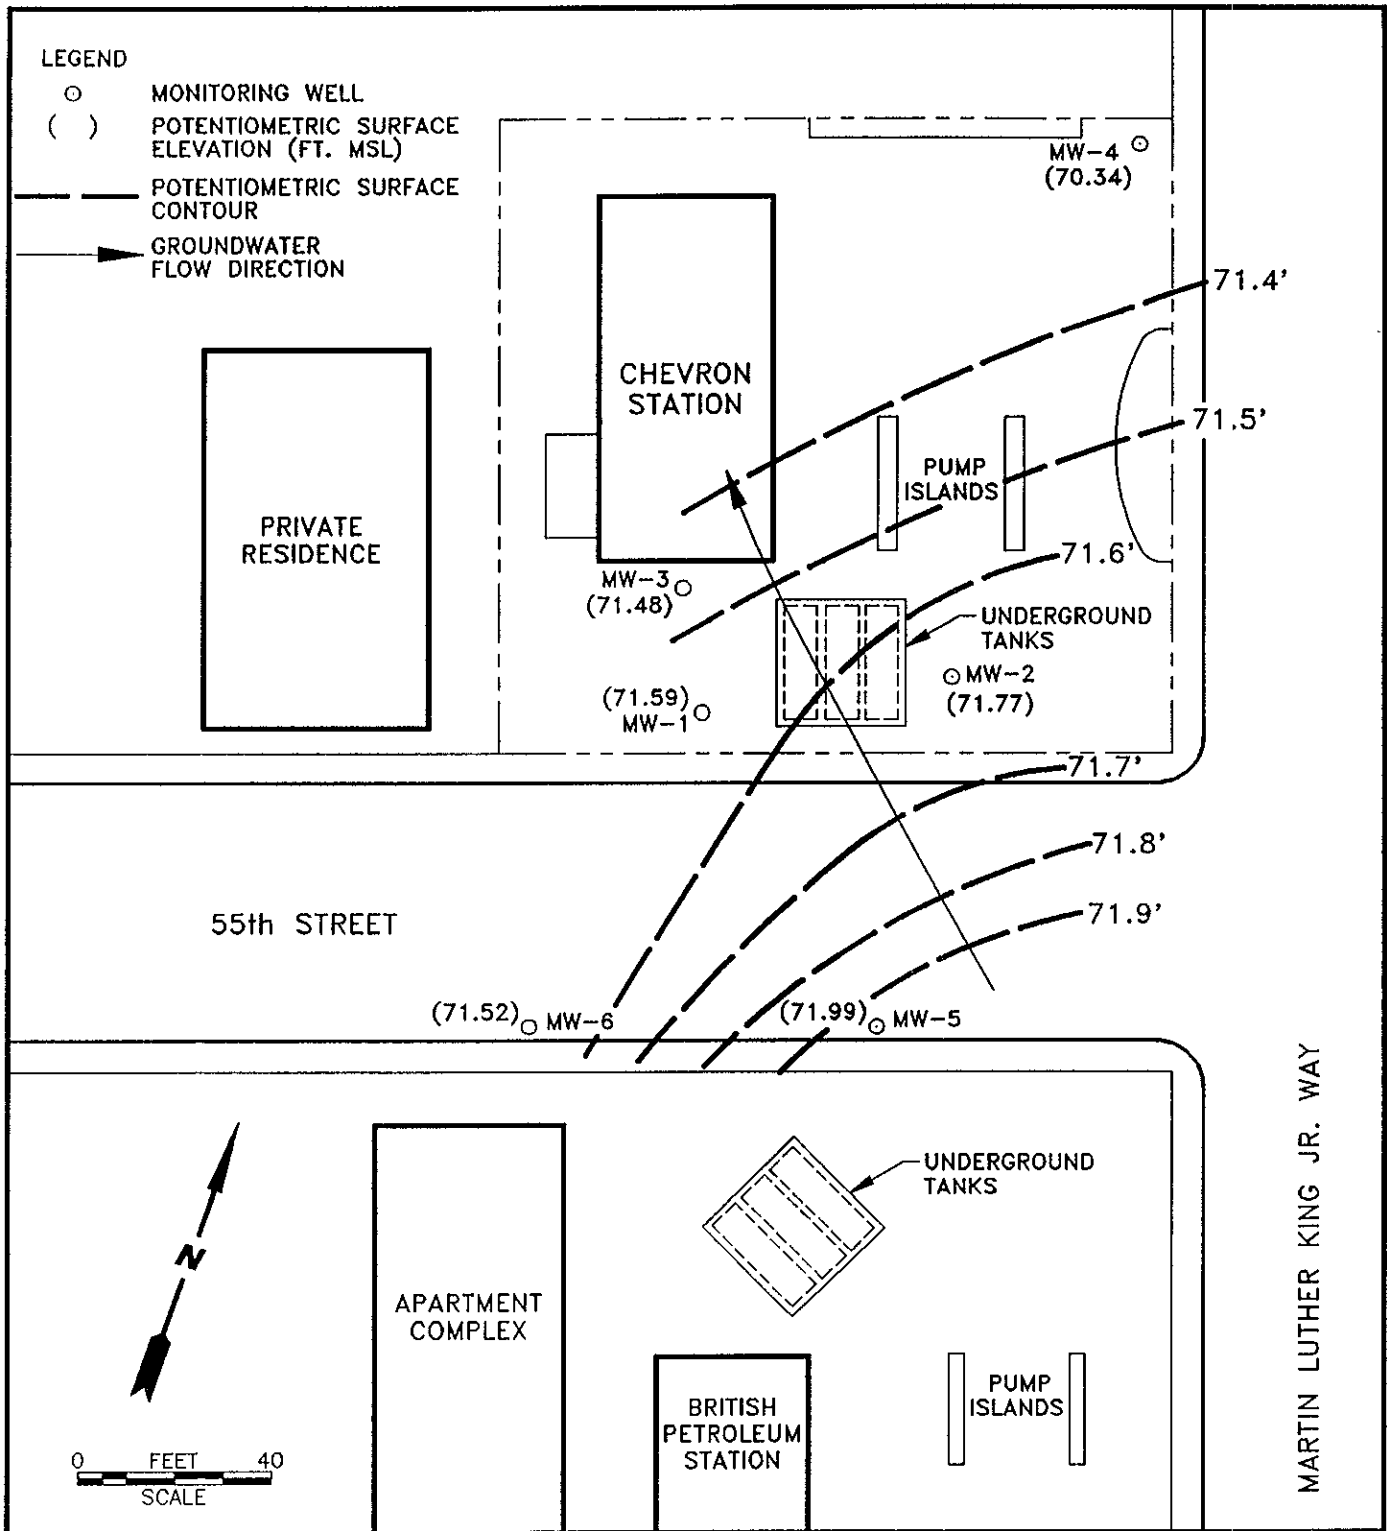 LEGEND
MONITORING WELL
( ) POTENTIOMETRIC SURFACE
ELEVATION (FT. MSL)
POTENTIOMETRIC SURFACE
CONTOUR
GROUNDWATER
FLOW DIRECTION
MW-4
(70.34)
71.4'
CHEVRON
STATION
71.5'
PUMP
ISLANDS
PRIVATE
RESIDENCE
71.6'
MW-3
(71.48)
UNDERGROUND
TANKS
MW-2
(71.77)
(71.59)
MW-1
71.7'
71.8'
71.9'
55th STREET
(71.52) MW-6
(71.99) MW-5
MARTIN LUTHER KING JR. WAY
UNDERGROUND
TANKS
N
APARTMENT
COMPLEX
BRITISH
PETROLEUM
STATION
PUMP
ISLANDS
0 FEET 40
SCALE